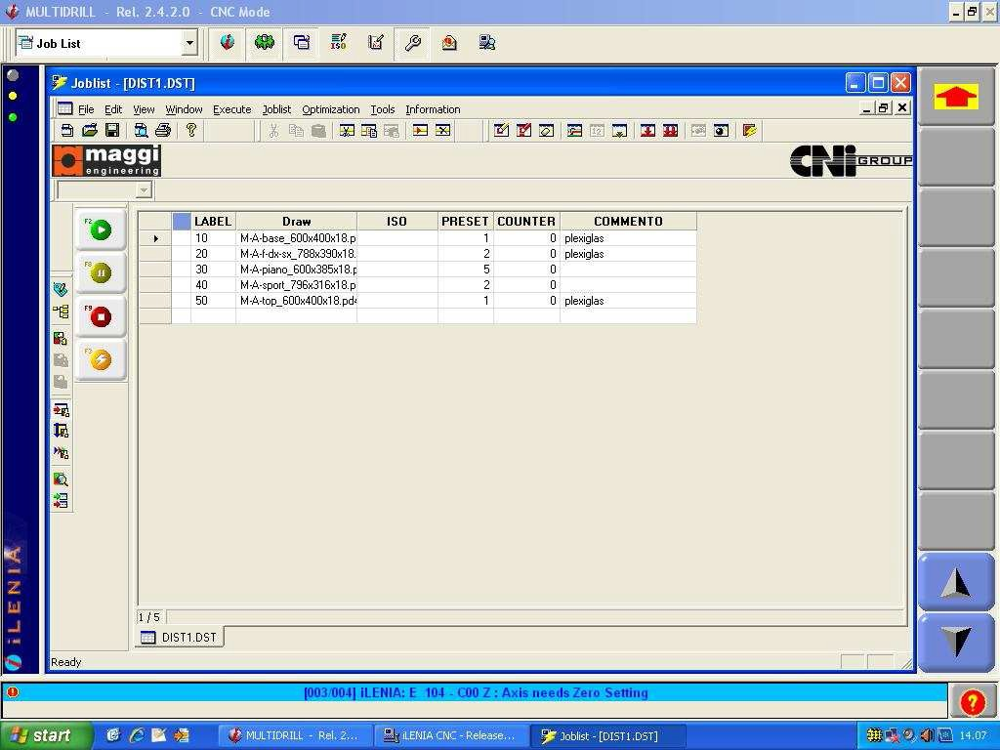 MULTIDRILL - Rel. 2.4.2.0 - CNC Mode
Job List
ISO
Joblist - [DIST1.DST]
File Edit View Window Execute Joblist Optimization Tools Information
maggi
engineering
CNi GROUP
LABEL Draw ISO PRESET COUNTER COMMENTO
10 M-A-base_600x400x18.p 1 0 plexiglas
20 M-A-f-dx-sx_788x390x18. 2 0 plexiglas
30 M-A-piano_600x385x18.p 5 0
40 M-A-sport_796x316x18.p 2 0
50 M-A-top_600x400x18.pd4 1 0 plexiglas
F2
F8
F9
F3
iLENIA
1 / 5
DIST1.DST
Ready
[003/004] iLENIA: E 104 - C00 Z : Axis needs Zero Setting
start
MULTIDRILL - Rel. 2...
iLENIA CNC - Release...
Joblist - [DIST1.DST]
14.07